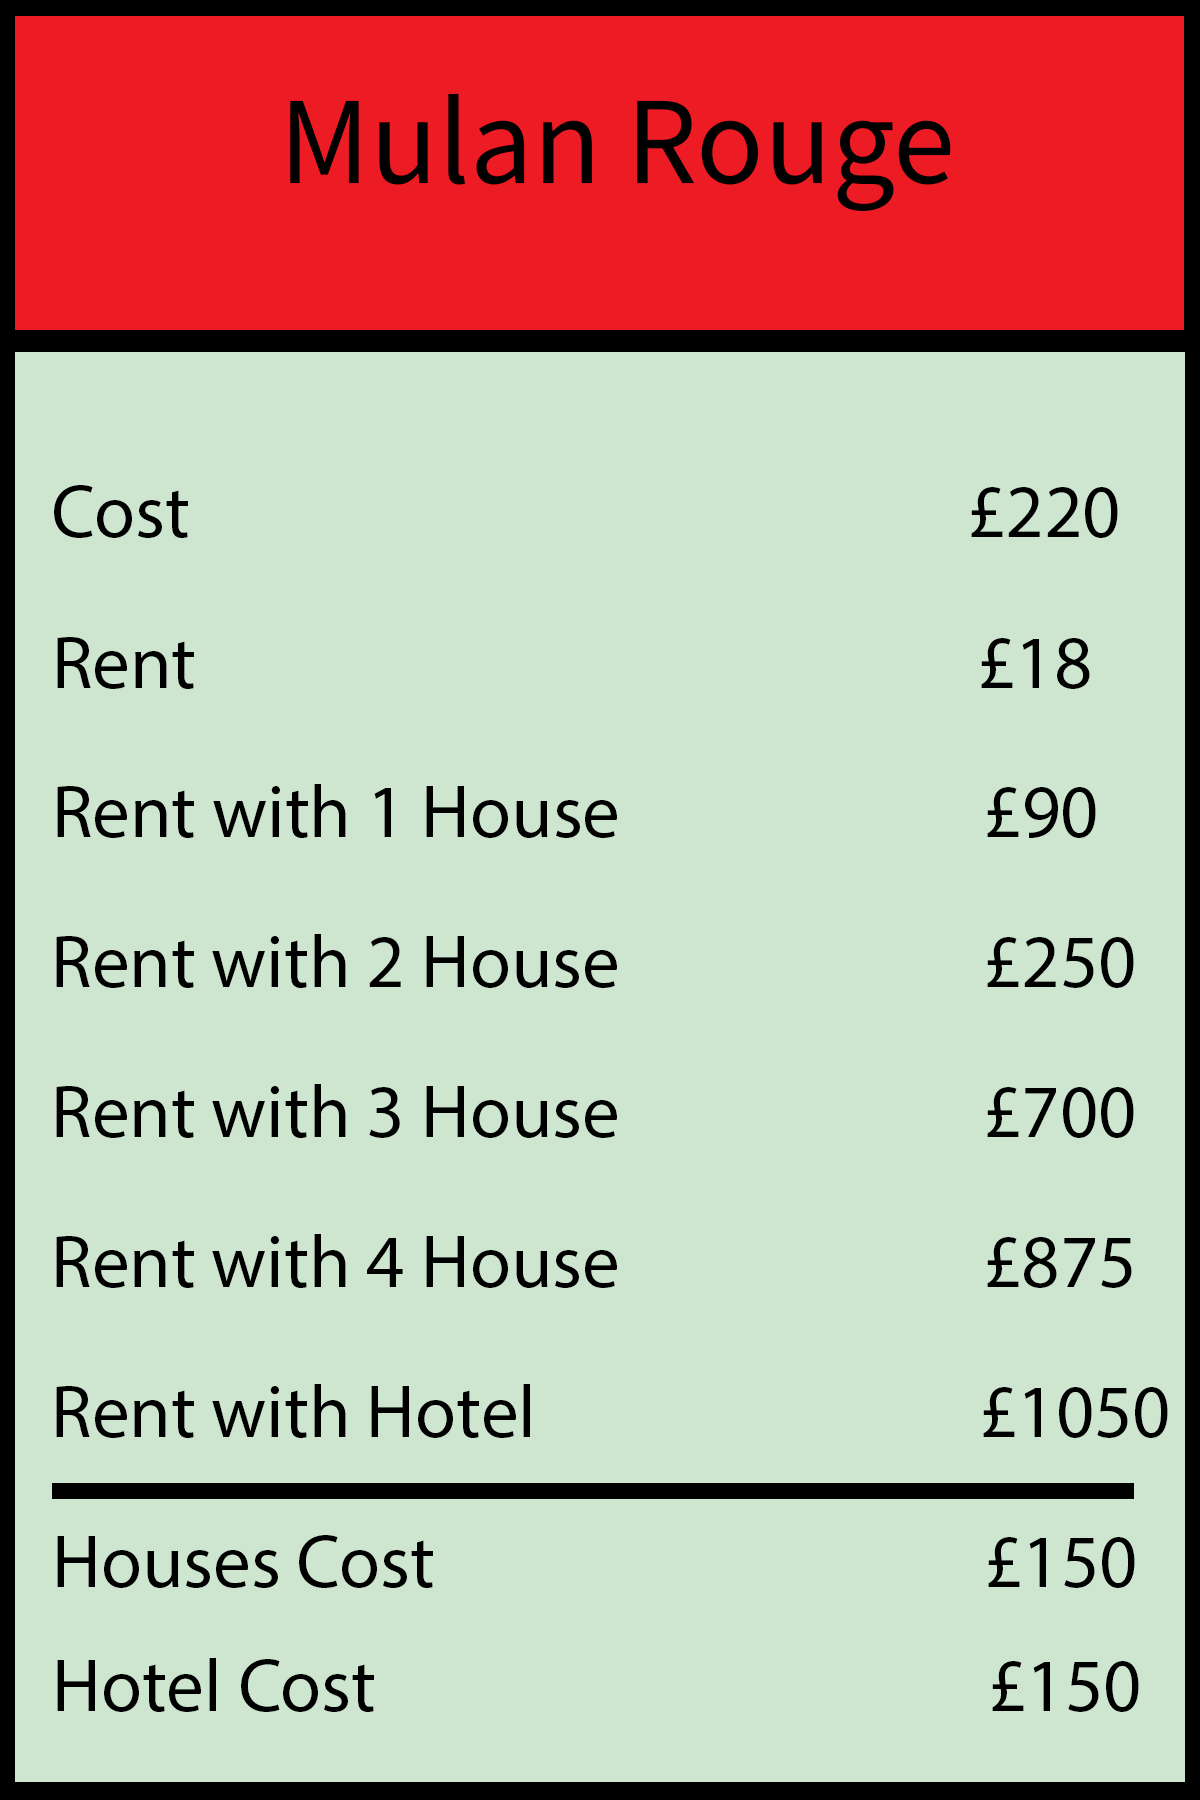 Mulan Rouge
Cost £220
Rent £18
Rent with 1 House £90
Rent with 2 House £250
Rent with 3 House £700
Rent with 4 House £875
Rent with Hotel £1050
Houses Cost £150
Hotel Cost £150